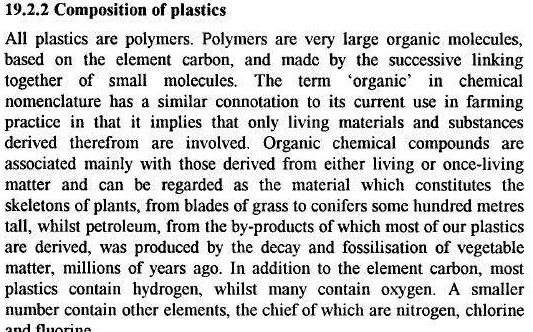 19.2.2 Composition of plastics
All plastics are polymers. Polymers are very large organic molecules,
based on the element carbon, and made by the successive linking
together of small molecules. The term ‘organic’ in chemical
nomenclature has a similar connotation to its current use in farming
practice in that it implies that only living materials and substances
derived therefrom are involved. Organic chemical compounds are
associated mainly with those derived from either living or once-living
matter and can be regarded as the material which constitutes the
skeletons of plants, from blades of grass to conifers some hundred metres
tall, whilst petroleum, from the by-products of which most of our plastics
are derived, was produced by the decay and fossilisation of vegetable
matter, millions of years ago. In addition to the element carbon, most
plastics contain hydrogen, whilst many contain oxygen. A smaller
number contain other elements, the chief of which are nitrogen, chlorine
and fluorine